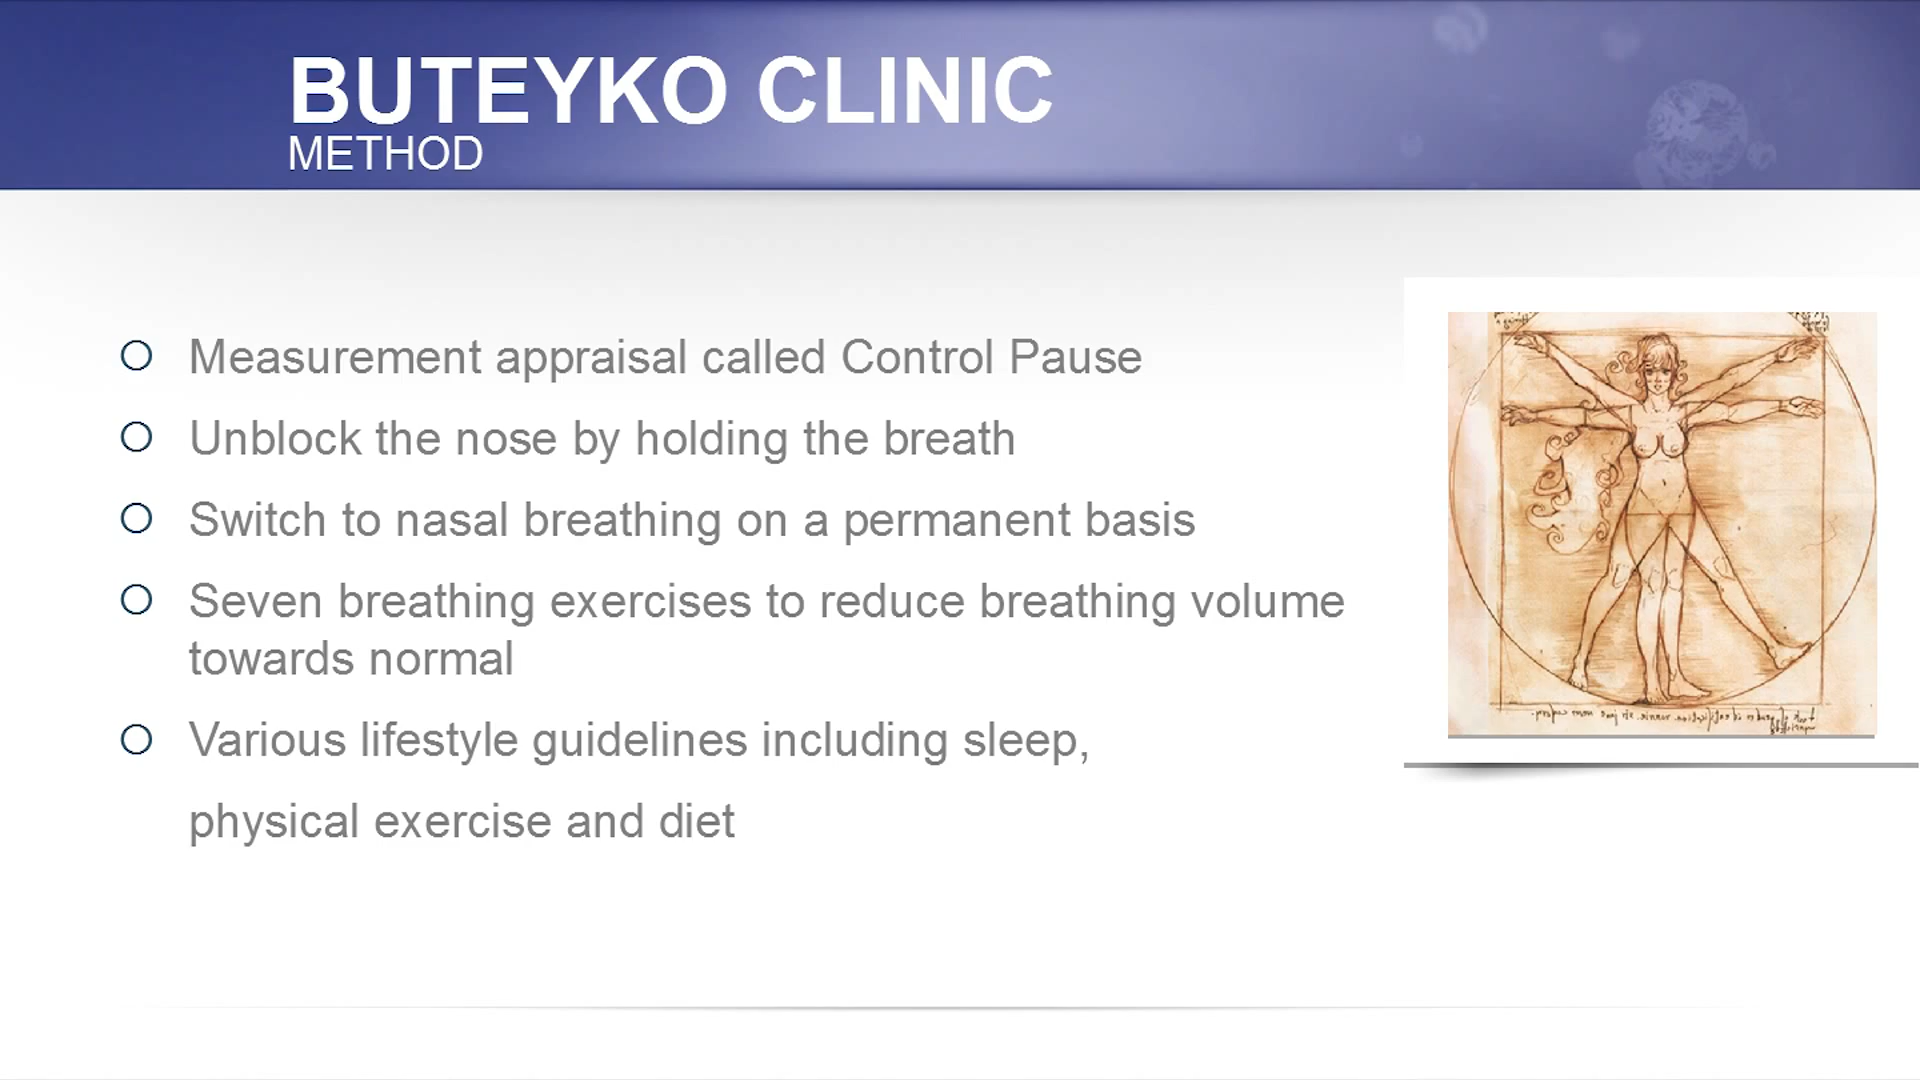 BUTEYKO CLINIC
METHOD
Measurement appraisal called Control Pause
Unblock the nose by holding the breath
Switch to nasal breathing on a permanent basis
Seven breathing exercises to reduce breathing volume
towards normal
Various lifestyle guidelines including sleep,
physical exercise and diet